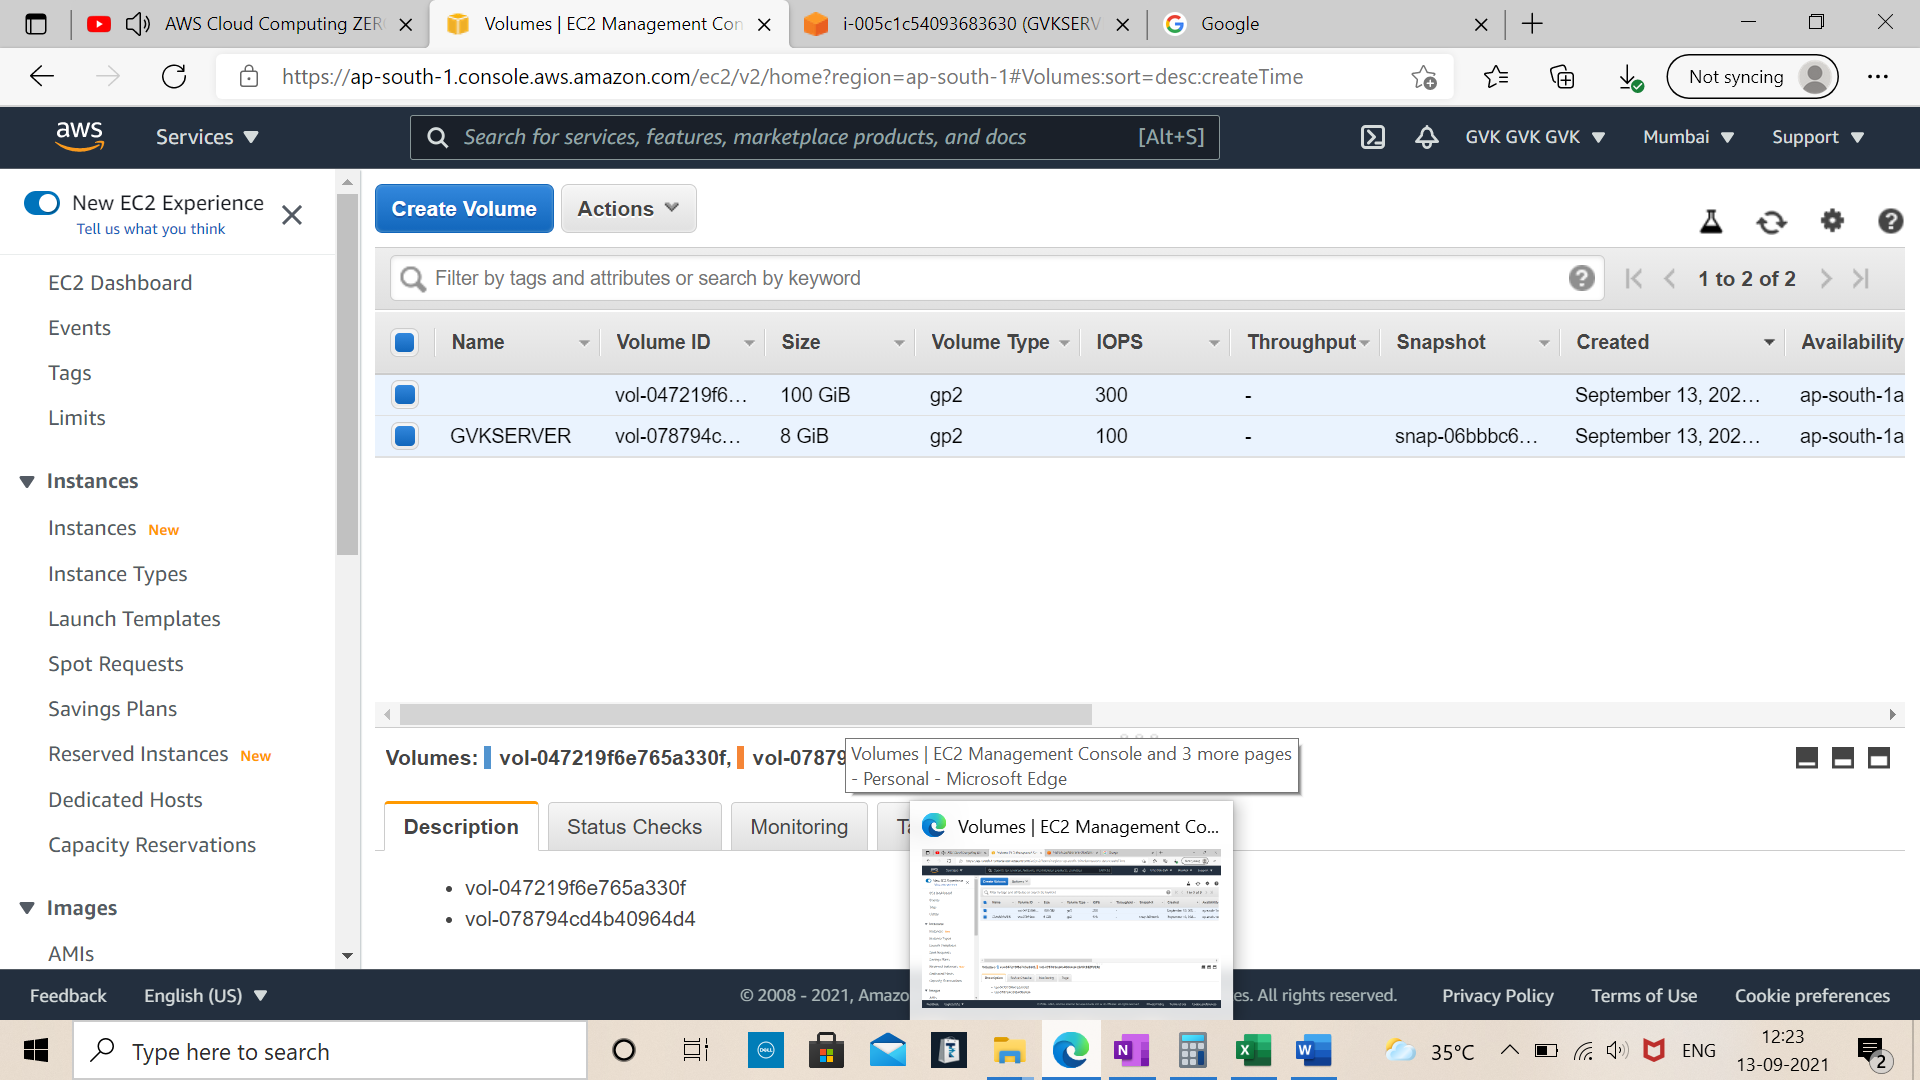 AWS Cloud Computing ZER
Volumes | EC2 Management Con
i-005c1c54093683630 (GVKSERV
Google
https://ap-south-1.console.aws.amazon.com/ec2/v2/home?region=ap-south-1#Volumes:sort=desc:createTime
Not syncing
aws
Services
Search for services, features, marketplace products, and docs
[Alt+S]
GVK GVK GVK
Mumbai
Support
New EC2 Experience
Tell us what you think
EC2 Dashboard
Events
Tags
Limits
Instances
Instances New
Instance Types
Launch Templates
Spot Requests
Savings Plans
Reserved Instances New
Dedicated Hosts
Capacity Reservations
Images
AMIs
Create Volume
Actions
Filter by tags and attributes or search by keyword
1 to 2 of 2
Name Volume ID Size Volume Type IOPS Throughput Snapshot Created Availability
vol-047219f6... 100 GiB gp2 300 - September 13, 202... ap-south-1a
GVKSERVER vol-078794c... 8 GiB gp2 100 - snap-06bbbc6... September 13, 202... ap-south-1a
Volumes: vol-047219f6e765a330f, vol-07879
Volumes | EC2 Management Console and 3 more pages
- Personal - Microsoft Edge
Description
Status Checks
Monitoring
Ta
Volumes | EC2 Management Co...
• vol-047219f6e765a330f
• vol-078794cd4b40964d4
Feedback
English (US)
© 2008 - 2021, Amazo
es. All rights reserved.
Privacy Policy
Terms of Use
Cookie preferences
Type here to search
DELL
N
X
W
35°C
ENG
12:23
13-09-2021
2